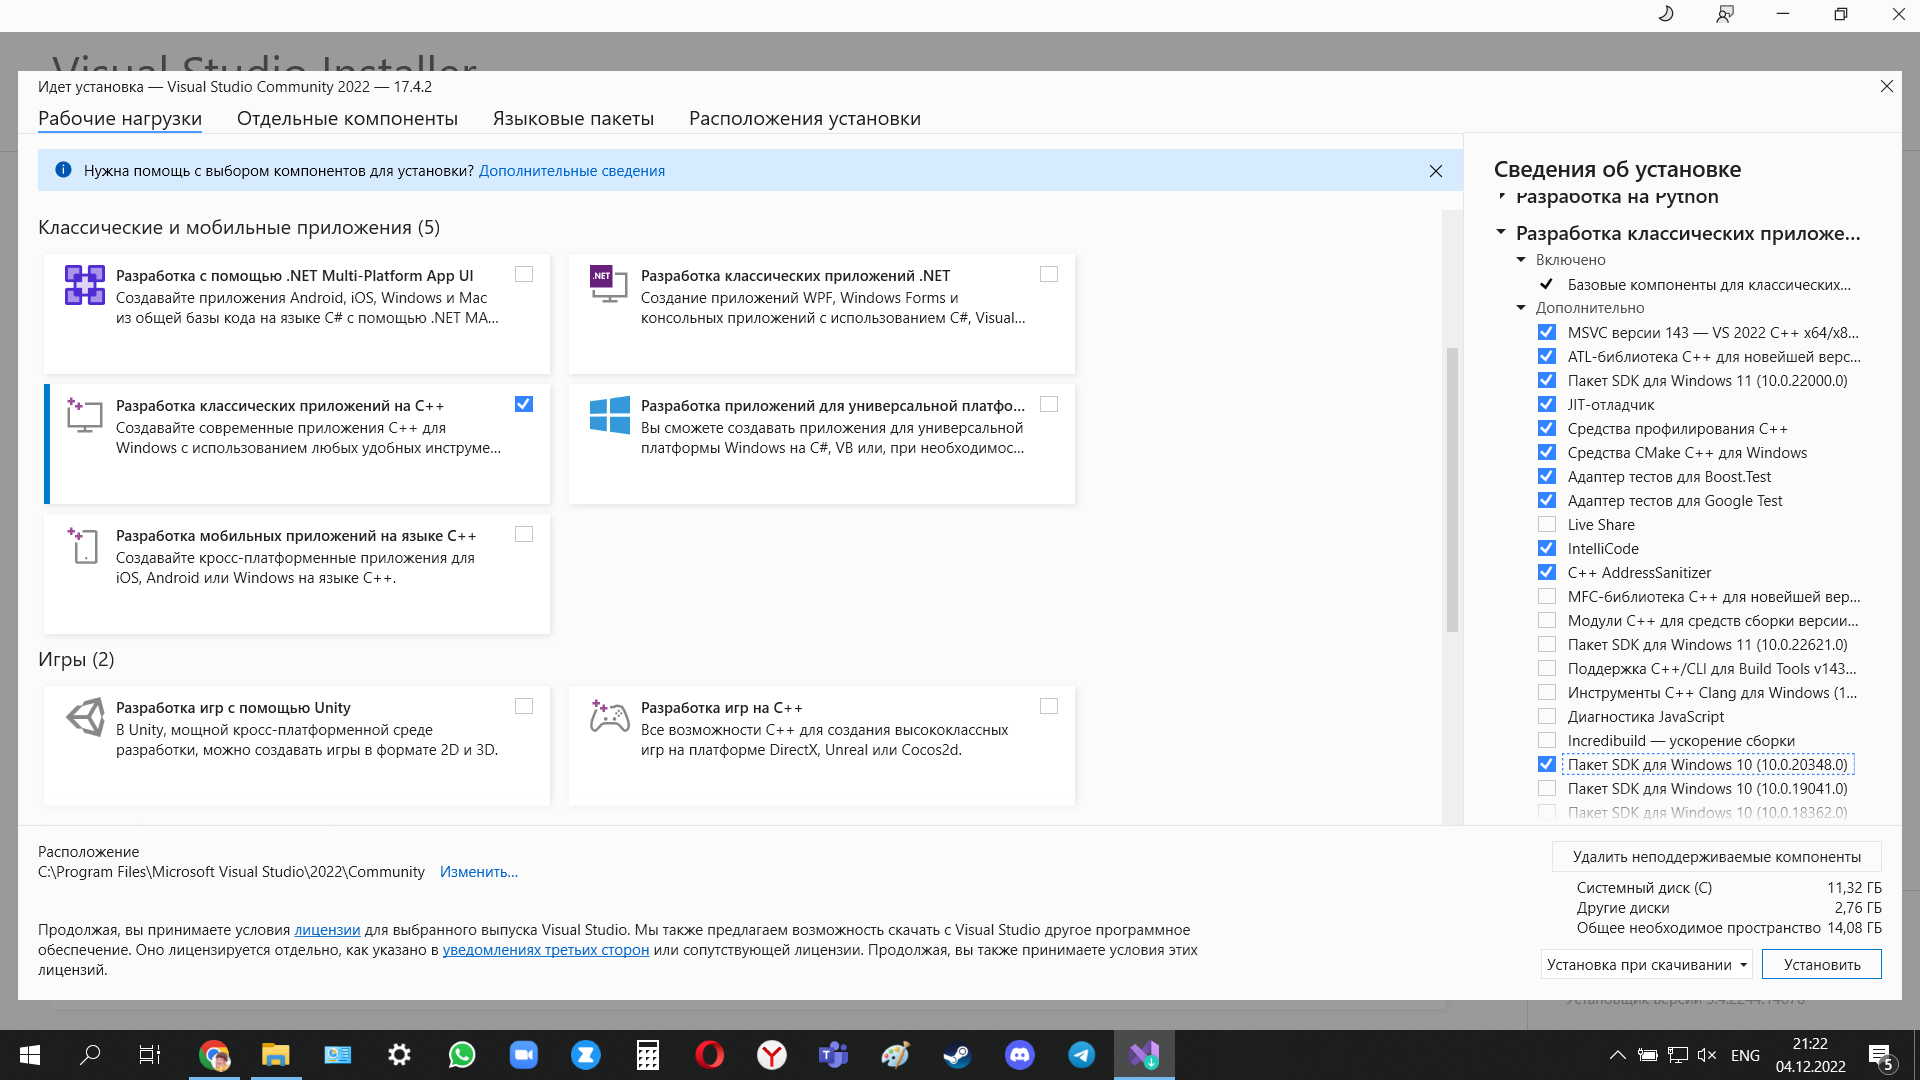 Visual Studio Installer
Идет установка — Visual Studio Community 2022 — 17.4.2
Рабочие нагрузки
Отдельные компоненты
Языковые пакеты
Расположения установки
Нужна помощь с выбором компонентов для установки? Дополнительные сведения
Классические и мобильные приложения (5)
Разработка с помощью .NET Multi-Platform App UI
Создавайте приложения Android, iOS, Windows и Mac
из общей базы кода на языке C# с помощью .NET MA...
.NET
Разработка классических приложений .NET
Создание приложений WPF, Windows Forms и
консольных приложений с использованием C#, Visual...
Разработка классических приложений на C++
Создавайте современные приложения C++ для
Windows с использованием любых удобных инструме...
Разработка приложений для универсальной платфо...
Вы сможете создавать приложения для универсальной
платформы Windows на C#, VB или, при необходимос...
Разработка мобильных приложений на языке C++
Создавайте кросс-платформенные приложения для
iOS, Android или Windows на языке C++.
Игры (2)
Разработка игр с помощью Unity
В Unity, мощной кросс-платформенной среде
разработки, можно создавать игры в формате 2D и 3D.
Разработка игр на C++
Все возможности C++ для создания высококлассных
игр на платформе DirectX, Unreal или Cocos2d.
Сведения об установке
Разработка на Python
Разработка классических приложе...
Включено
Базовые компоненты для классических...
Дополнительно
MSVC версии 143 — VS 2022 C++ x64/x8...
ATL-библиотека C++ для новейшей верс...
Пакет SDK для Windows 11 (10.0.22000.0)
JIT-отладчик
Средства профилирования C++
Средства CMake C++ для Windows
Адаптер тестов для Boost.Test
Адаптер тестов для Google Test
Live Share
IntelliCode
C++ AddressSanitizer
MFC-библиотека C++ для новейшей вер...
Модули C++ для средств сборки версии...
Пакет SDK для Windows 11 (10.0.22621.0)
Поддержка C++/CLI для Build Tools v143...
Инструменты C++ Clang для Windows (1...
Диагностика JavaScript
Incredibuild — ускорение сборки
Пакет SDK для Windows 10 (10.0.20348.0)
Пакет SDK для Windows 10 (10.0.19041.0)
Пакет SDK для Windows 10 (10.0.18362.0)
Расположение
C:\Program Files\Microsoft Visual Studio\2022\Community Изменить...
Продолжая, вы принимаете условия лицензии для выбранного выпуска Visual Studio. Мы также предлагаем возможность скачать с Visual Studio другое программное
обеспечение. Оно лицензируется отдельно, как указано в уведомлениях третьих сторон или сопутствующей лицензии. Продолжая, вы также принимаете условия этих
лицензий.
Удалить неподдерживаемые компоненты
Системный диск (C) 11,32 ГБ
Другие диски 2,76 ГБ
Общее необходимое пространство 14,08 ГБ
Установка при скачивании
Установить
ENG
21:22
04.12.2022
5